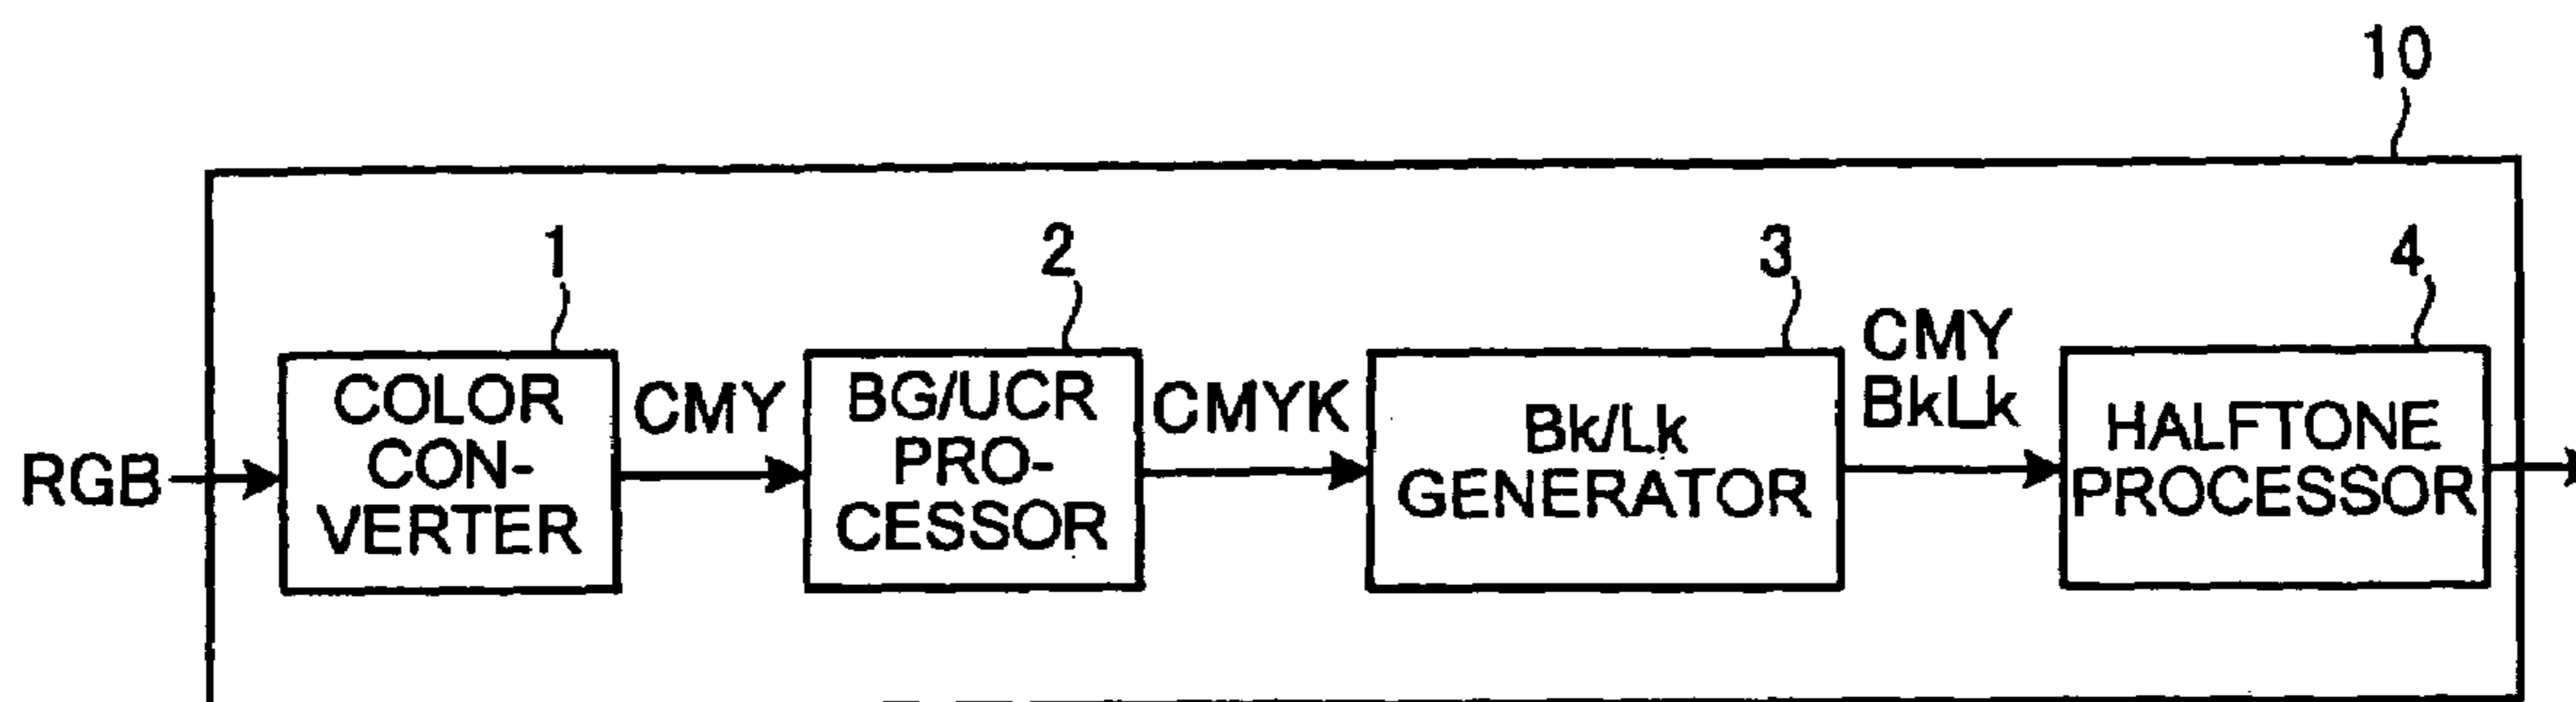 10
1
2
3
4
RGB
COLOR
CON-
VERTER
CMY
BG/UCR
PRO-
CESSOR
CMYK
Bk/Lk
GENERATOR
CMY
BkLk
HALFTONE
PROCESSOR